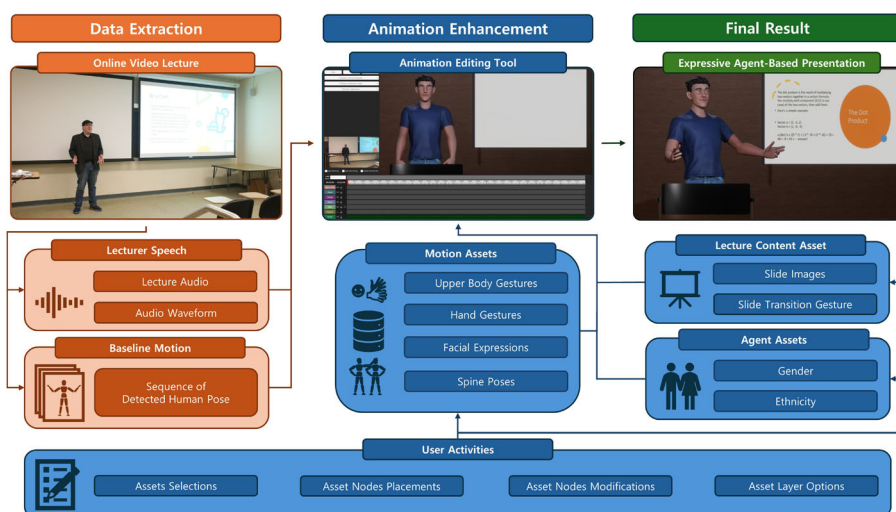 Data Extraction
Animation Enhancement
Final Result
Online Video Lecture
Animation Editing Tool
Expressive Agent-Based Presentation
The Dot
Product
Lecturer Speech
Lecture Audio
Audio Waveform
Baseline Motion
Sequence of
Detected Human Pose
Motion Assets
Upper Body Gestures
Hand Gestures
Facial Expressions
Spine Poses
Lecture Content Asset
Slide Images
Slide Transition Gesture
Agent Assets
Gender
Ethnicity
User Activities
Assets Selections
Asset Nodes Placements
Asset Nodes Modifications
Asset Layer Options